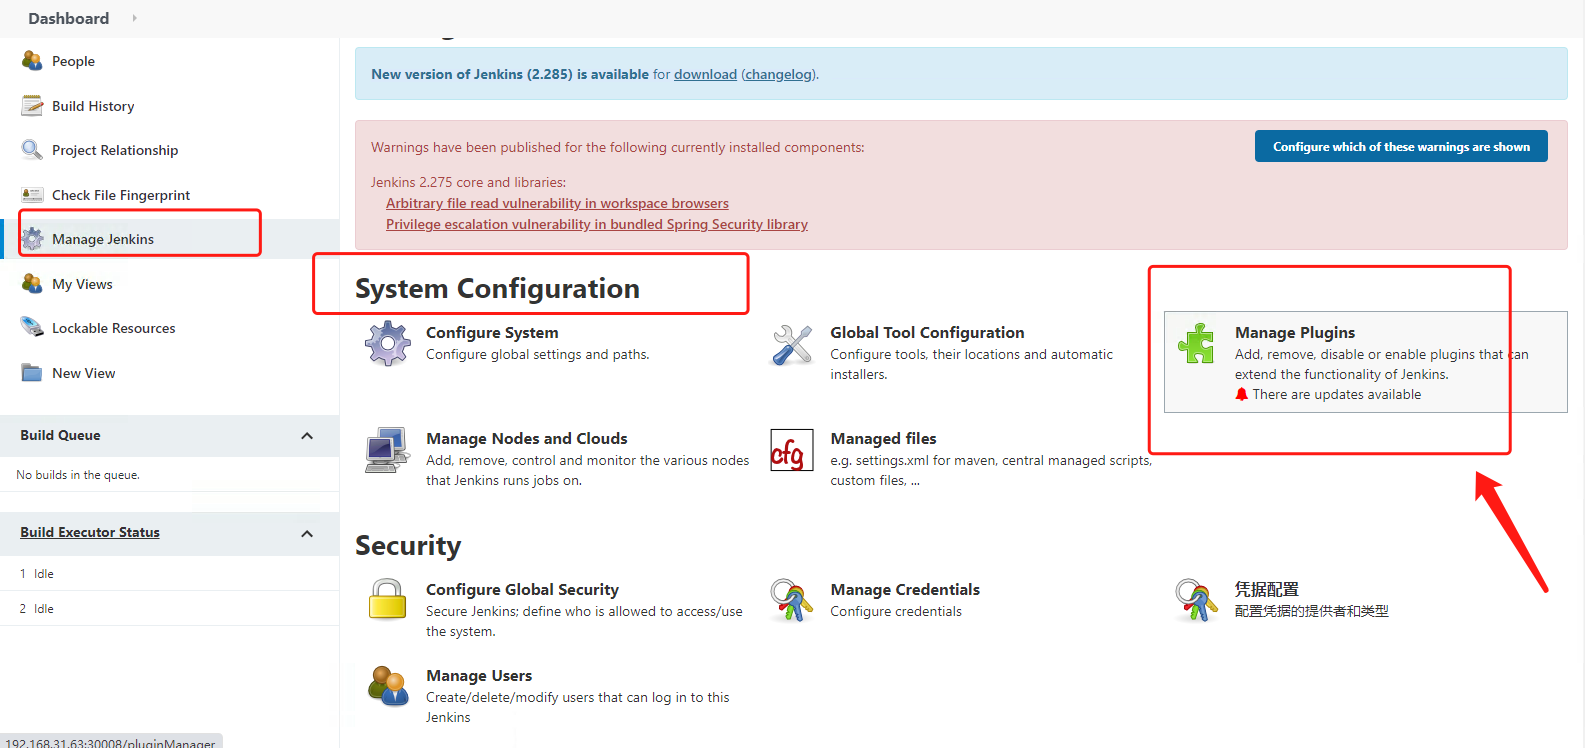 Dashboard
People
Build History
Project Relationship
Check File Fingerprint
Manage Jenkins
My Views
Lockable Resources
New View
Build Queue
No builds in the queue.
Build Executor Status
1 Idle
2 Idle
New version of Jenkins (2.285) is available for download (changelog).
Warnings have been published for the following currently installed components:
Configure which of these warnings are shown
Jenkins 2.275 core and libraries:
Arbitrary file read vulnerability in workspace browsers
Privilege escalation vulnerability in bundled Spring Security library
System Configuration
Configure System
Configure global settings and paths.
Global Tool Configuration
Configure tools, their locations and automatic
installers.
Manage Plugins
Add, remove, disable or enable plugins that can
extend the functionality of Jenkins.
There are updates available
Manage Nodes and Clouds
Add, remove, control and monitor the various nodes
that Jenkins runs jobs on.
cfg
Managed files
e.g. settings.xml for maven, central managed scripts,
custom files, ...
Security
Configure Global Security
Secure Jenkins; define who is allowed to access/use
the system.
Manage Credentials
Configure credentials
凭据配置
配置凭据的提供者和类型
Manage Users
Create/delete/modify users that can log in to this
Jenkins
192.168.31.63:30008/pluginManager